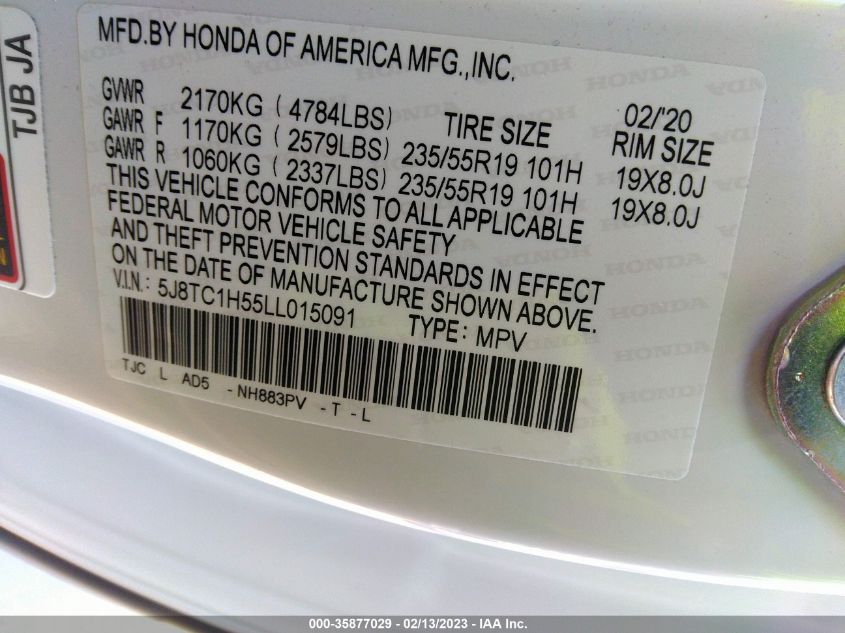 TJB JA
MFD.BY HONDA OF AMERICA MFG.,INC.
02/'20
GVWR 2170KG ( 4784LBS) TIRE SIZE RIM SIZE
GAWR F 1170KG ( 2579LBS) 235/55R19 101H 19X8.0J
GAWR R 1060KG ( 2337LBS) 235/55R19 101H 19X8.0J
THIS VEHICLE CONFORMS TO ALL APPLICABLE
FEDERAL MOTOR VEHICLE SAFETY
AND THEFT PREVENTION STANDARDS IN EFFECT
ON THE DATE OF MANUFACTURE SHOWN ABOVE.
V.I.N.: 5J8TC1H55LL015091 TYPE: MPV
TJC L AD5 -NH883PV -T -L
000-35877029 - 02/13/2023 - IAA Inc.